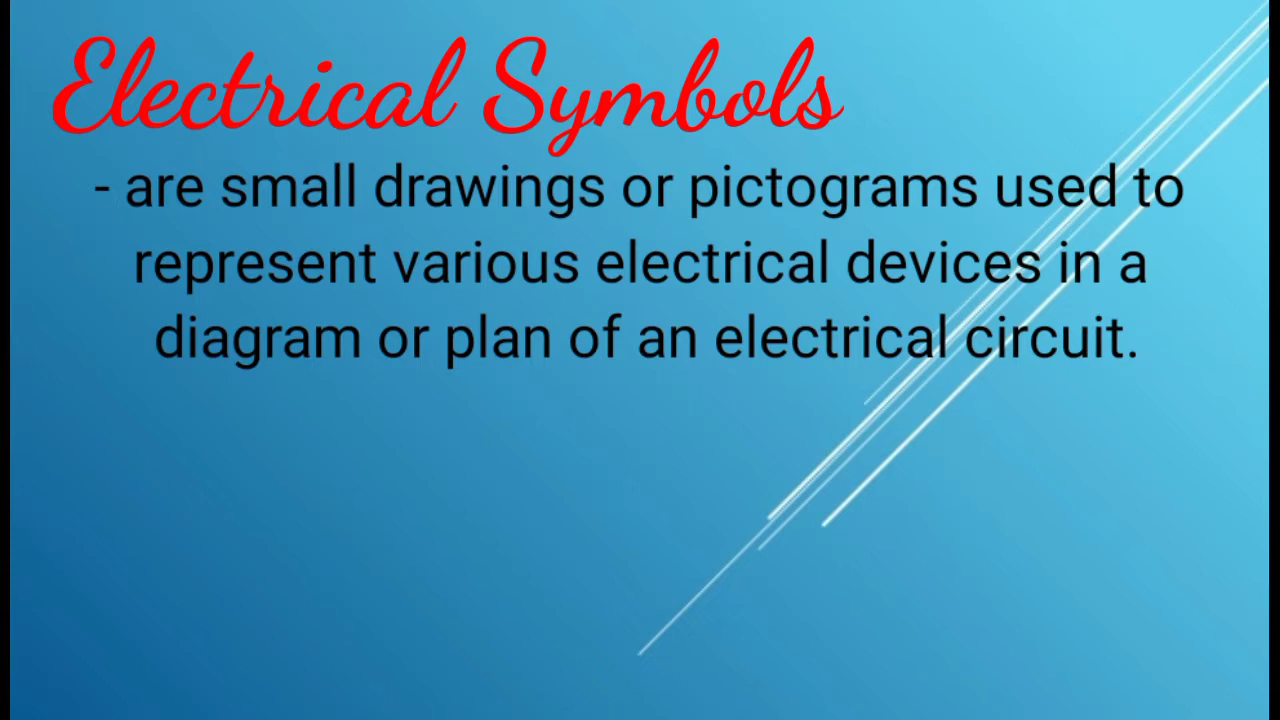 Electrical Symbols
- are small drawings or pictograms used to
represent various electrical devices in a
diagram or plan of an electrical circuit.